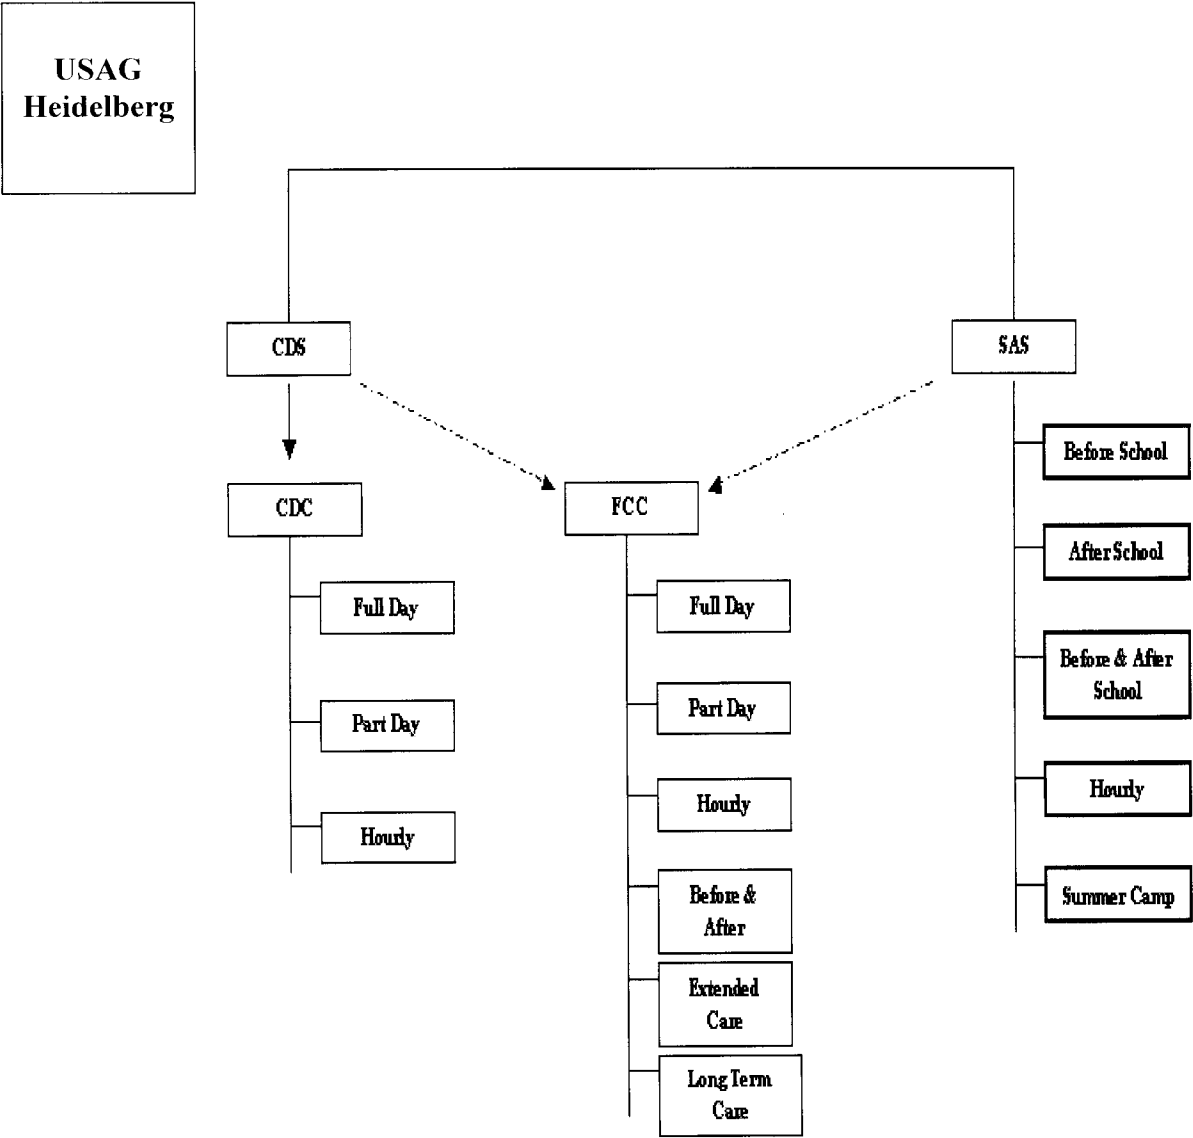 USAG
Heidelberg
CDS
SAS
CDC
Full Day
Part Day
Hourly
FCC
Full Day
Part Day
Hourly
Before &
After
Extended
Care
Long Term
Care
Before School
After School
Before & After
School
Hourly
Summer Camp